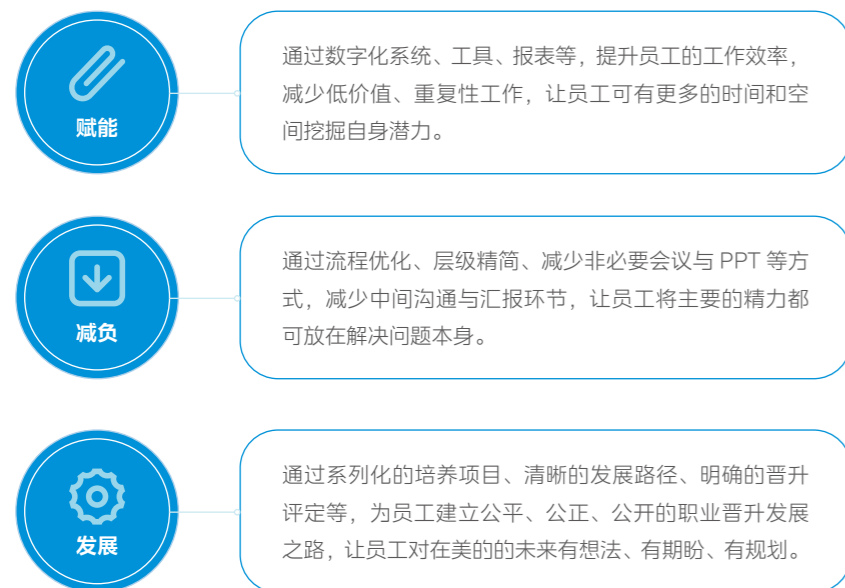 赋能
通过数字化系统、工具、报表等，提升员工的工作效率，
减少低价值、重复性工作，让员工可有更多的时间和空
间挖掘自身潜力。
减负
通过流程优化、层级精简、减少非必要会议与 PPT 等方
式，减少中间沟通与汇报环节，让员工将主要的精力都
可放在解决问题本身。
发展
通过系列化的培养项目、清晰的发展路径、明确的晋升
评定等，为员工建立公平、公正、公开的职业晋升发展
之路，让员工对在美的的未来有想法、有期盼、有规划。